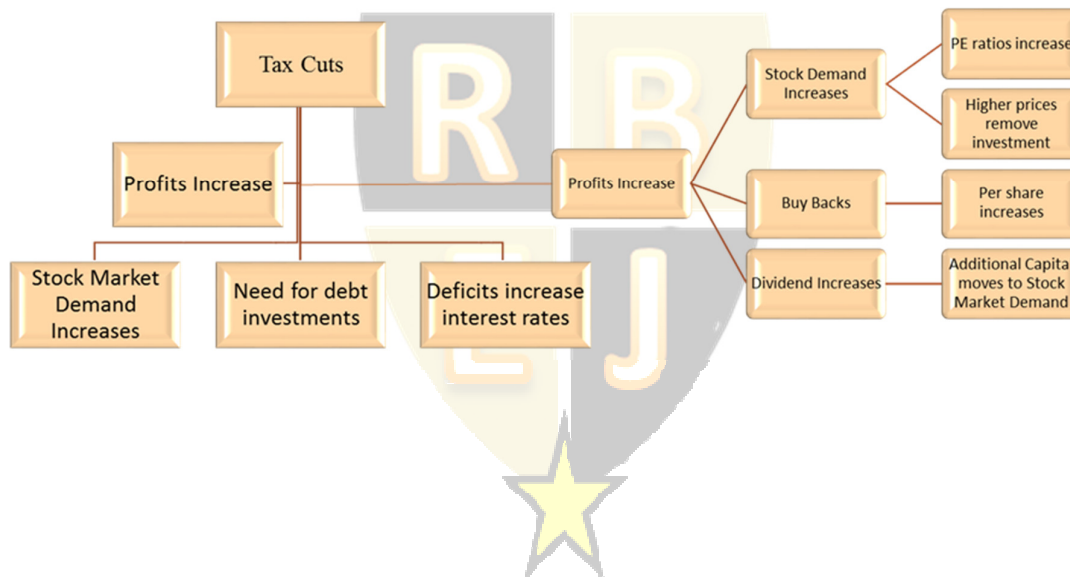 Tax Cuts
Profits Increase
Stock Market
Demand
Increases
Need for debt
investments
Deficits increase
interest rates
Profits Increase
Stock Demand
Increases
PE ratios increase
Higher prices
remove
investment
Buy Backs
Per share
increases
Dividend Increases
Additional Capital
moves to Stock
Market Demand
R B
E J